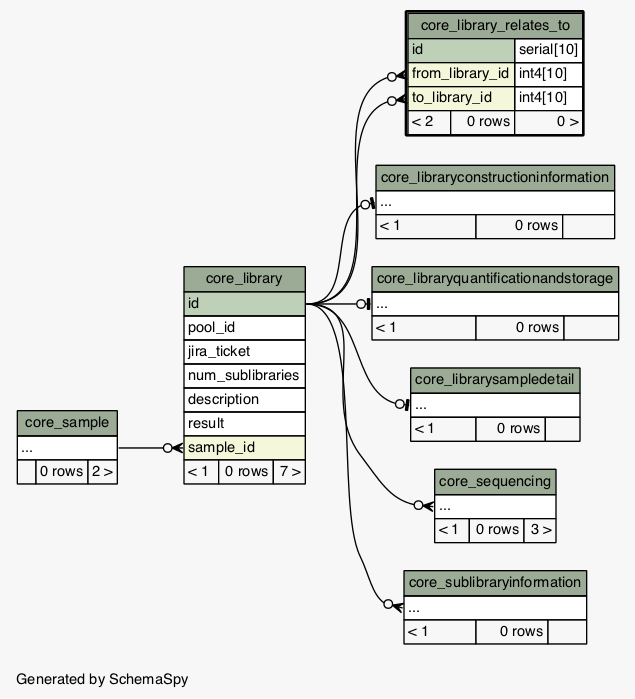 core_library_relates_to
id serial[10]
from_library_id int4[10]
to_library_id int4[10]
< 2 0 rows 0 >
core_libraryconstructioninformation
...
< 1 0 rows
core_library
id
pool_id
jira_ticket
num_sublibraries
description
result
sample_id
< 1 0 rows 7 >
core_libraryquantificationandstorage
...
< 1 0 rows
core_librarysampledetail
...
< 1 0 rows
core_sample
...
0 rows 2 >
core_sequencing
...
< 1 0 rows 3 >
core_sublibraryinformation
...
< 1 0 rows
Generated by SchemaSpy